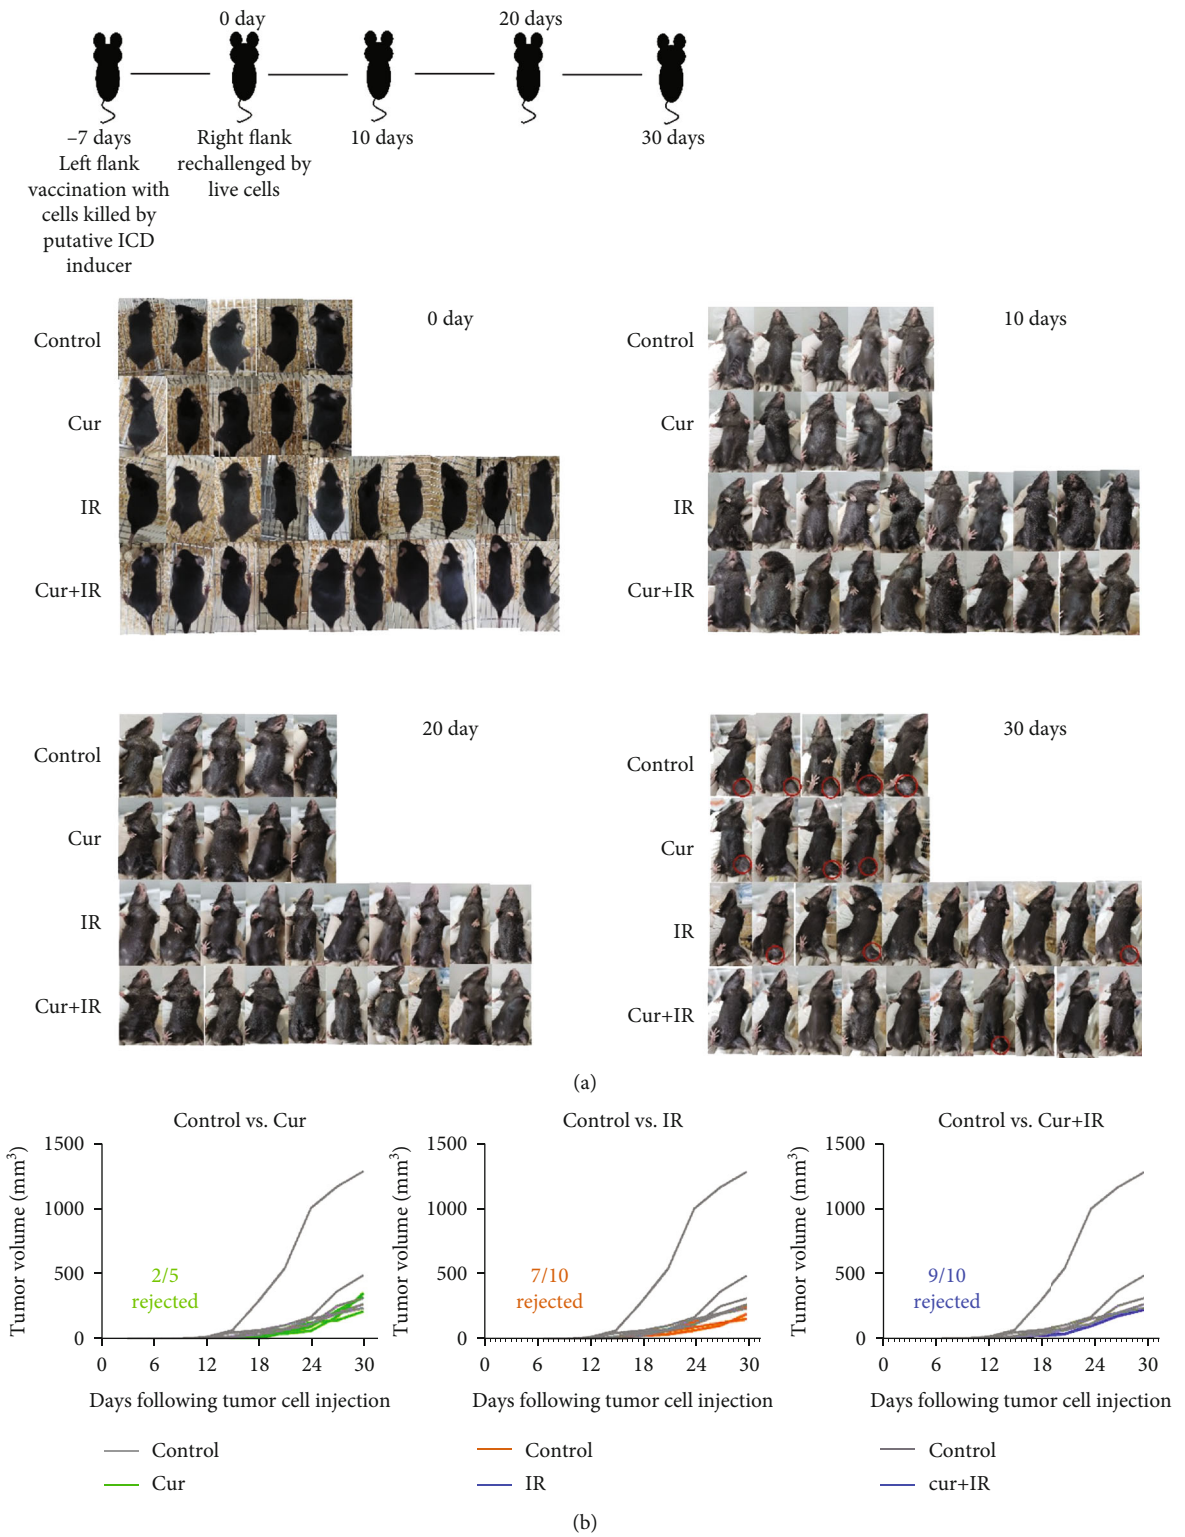 0 day
20 days
–7 days
Left flank
vaccination with
cells killed by
putative ICD
inducer
Right flank
rechallenged by
live cells
10 days
30 days
0 day
Control
Cur
IR
Cur+IR
10 days
Control
Cur
IR
Cur+IR
20 day
Control
Cur
IR
Cur+IR
30 days
Control
Cur
IR
Cur+IR
(a)
Control vs. Cur
Tumor volume (mm³)
1500
1000
500
0
2/5
rejected
0 6 12 18 24 30
Days following tumor cell injection
Control
Cur
Control vs. IR
Tumor volume (mm³)
1500
1000
500
0
7/10
rejected
0 6 12 18 24 30
Days following tumor cell injection
Control
IR
Control vs. Cur+IR
Tumor volume (mm³)
1500
1000
500
0
9/10
rejected
0 6 12 18 24 30
Days following tumor cell injection
Control
cur+IR
(b)